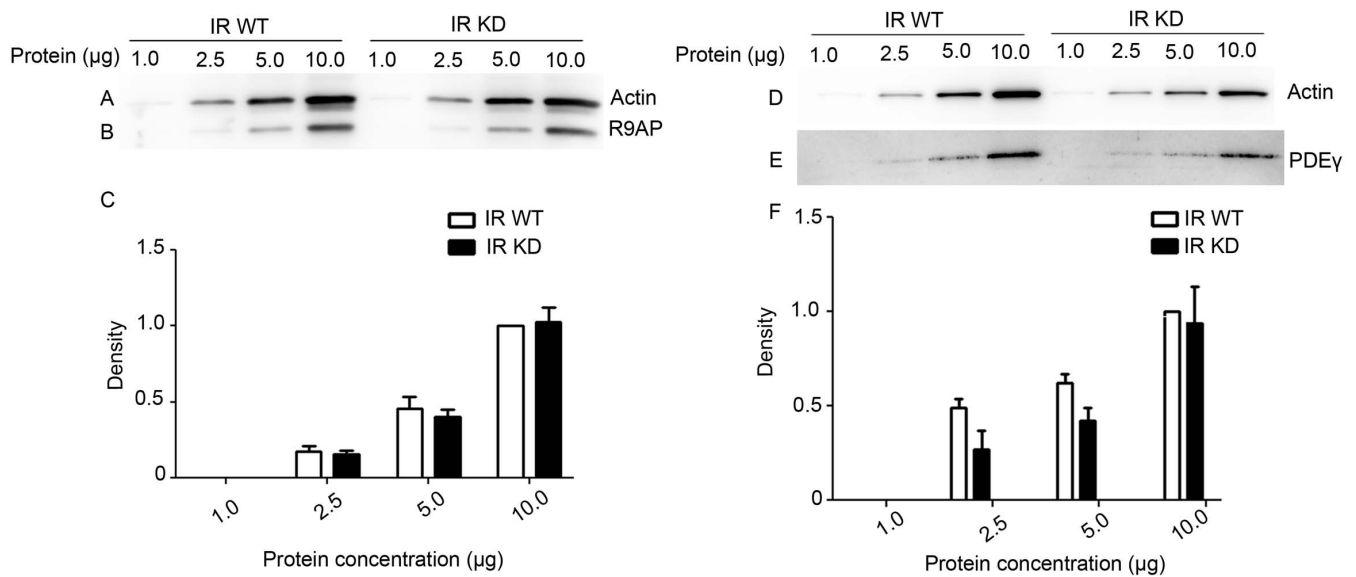 IR WT IR KD
Protein (µg) 1.0 2.5 5.0 10.0 1.0 2.5 5.0 10.0
A Actin
B R9AP
C
IR WT
IR KD
1.5
1.0
0.5
0
Density
1.0 2.5 5.0 10.0
Protein concentration (µg)
IR WT IR KD
Protein (µg) 1.0 2.5 5.0 10.0 1.0 2.5 5.0 10.0
D Actin
E PDEγ
F
IR WT
IR KD
1.5
1.0
0.5
0
Density
1.0 2.5 5.0 10.0
Protein concentration (µg)